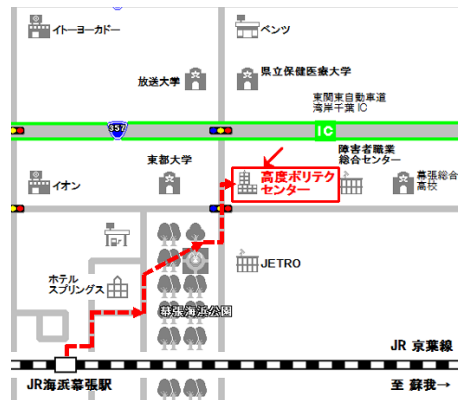 イトーヨーカドー
ベンツ
放送大学
県立保健医療大学
東関東自動車道
湾岸千葉 IC
357
IC
東都大学
障害者職業
総合センター
イオン
高度ポリテク
センター
幕張総合
高校
ホテル
スプリングス
JETRO
幕張海浜公園
JR 京葉線
JR海浜幕張駅
至 蘇我→